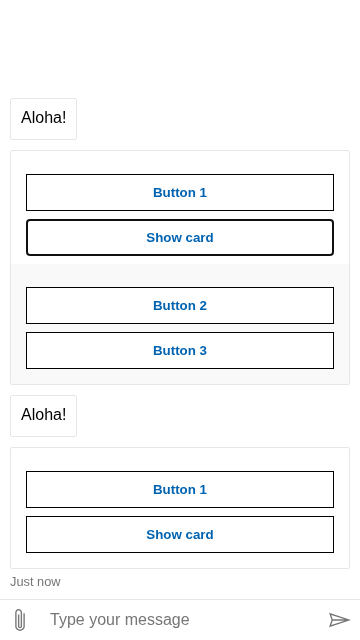 Aloha!
Button 1
Show card
Button 2
Button 3
Aloha!
Button 1
Show card
Just now
Type your message